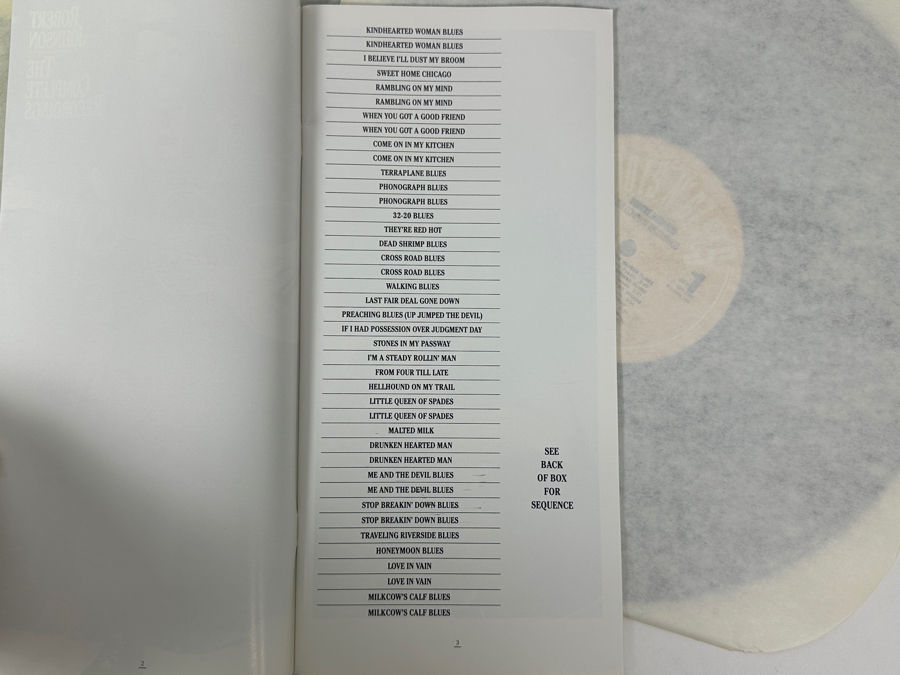 ROBERT
JOHNSON
THE
COMPLETE
RECORDINGS
2
KINDHEARTED WOMAN BLUES
KINDHEARTED WOMAN BLUES
I BELIEVE I'LL DUST MY BROOM
SWEET HOME CHICAGO
RAMBLING ON MY MIND
RAMBLING ON MY MIND
WHEN YOU GOT A GOOD FRIEND
WHEN YOU GOT A GOOD FRIEND
COME ON IN MY KITCHEN
COME ON IN MY KITCHEN
TERRAPLANE BLUES
PHONOGRAPH BLUES
PHONOGRAPH BLUES
32-20 BLUES
THEY'RE RED HOT
DEAD SHRIMP BLUES
CROSS ROAD BLUES
CROSS ROAD BLUES
WALKING BLUES
LAST FAIR DEAL GONE DOWN
PREACHING BLUES (UP JUMPED THE DEVIL)
IF I HAD POSSESSION OVER JUDGMENT DAY
STONES IN MY PASSWAY
I'M A STEADY ROLLIN' MAN
FROM FOUR TILL LATE
HELLHOUND ON MY TRAIL
LITTLE QUEEN OF SPADES
LITTLE QUEEN OF SPADES
MALTED MILK
DRUNKEN HEARTED MAN
DRUNKEN HEARTED MAN
ME AND THE DEVIL BLUES
ME AND THE DEVIL BLUES
STOP BREAKIN' DOWN BLUES
STOP BREAKIN' DOWN BLUES
TRAVELING RIVERSIDE BLUES
HONEYMOON BLUES
LOVE IN VAIN
LOVE IN VAIN
MILKCOW'S CALF BLUES
MILKCOW'S CALF BLUES
SEE
BACK
OF BOX
FOR
SEQUENCE
3